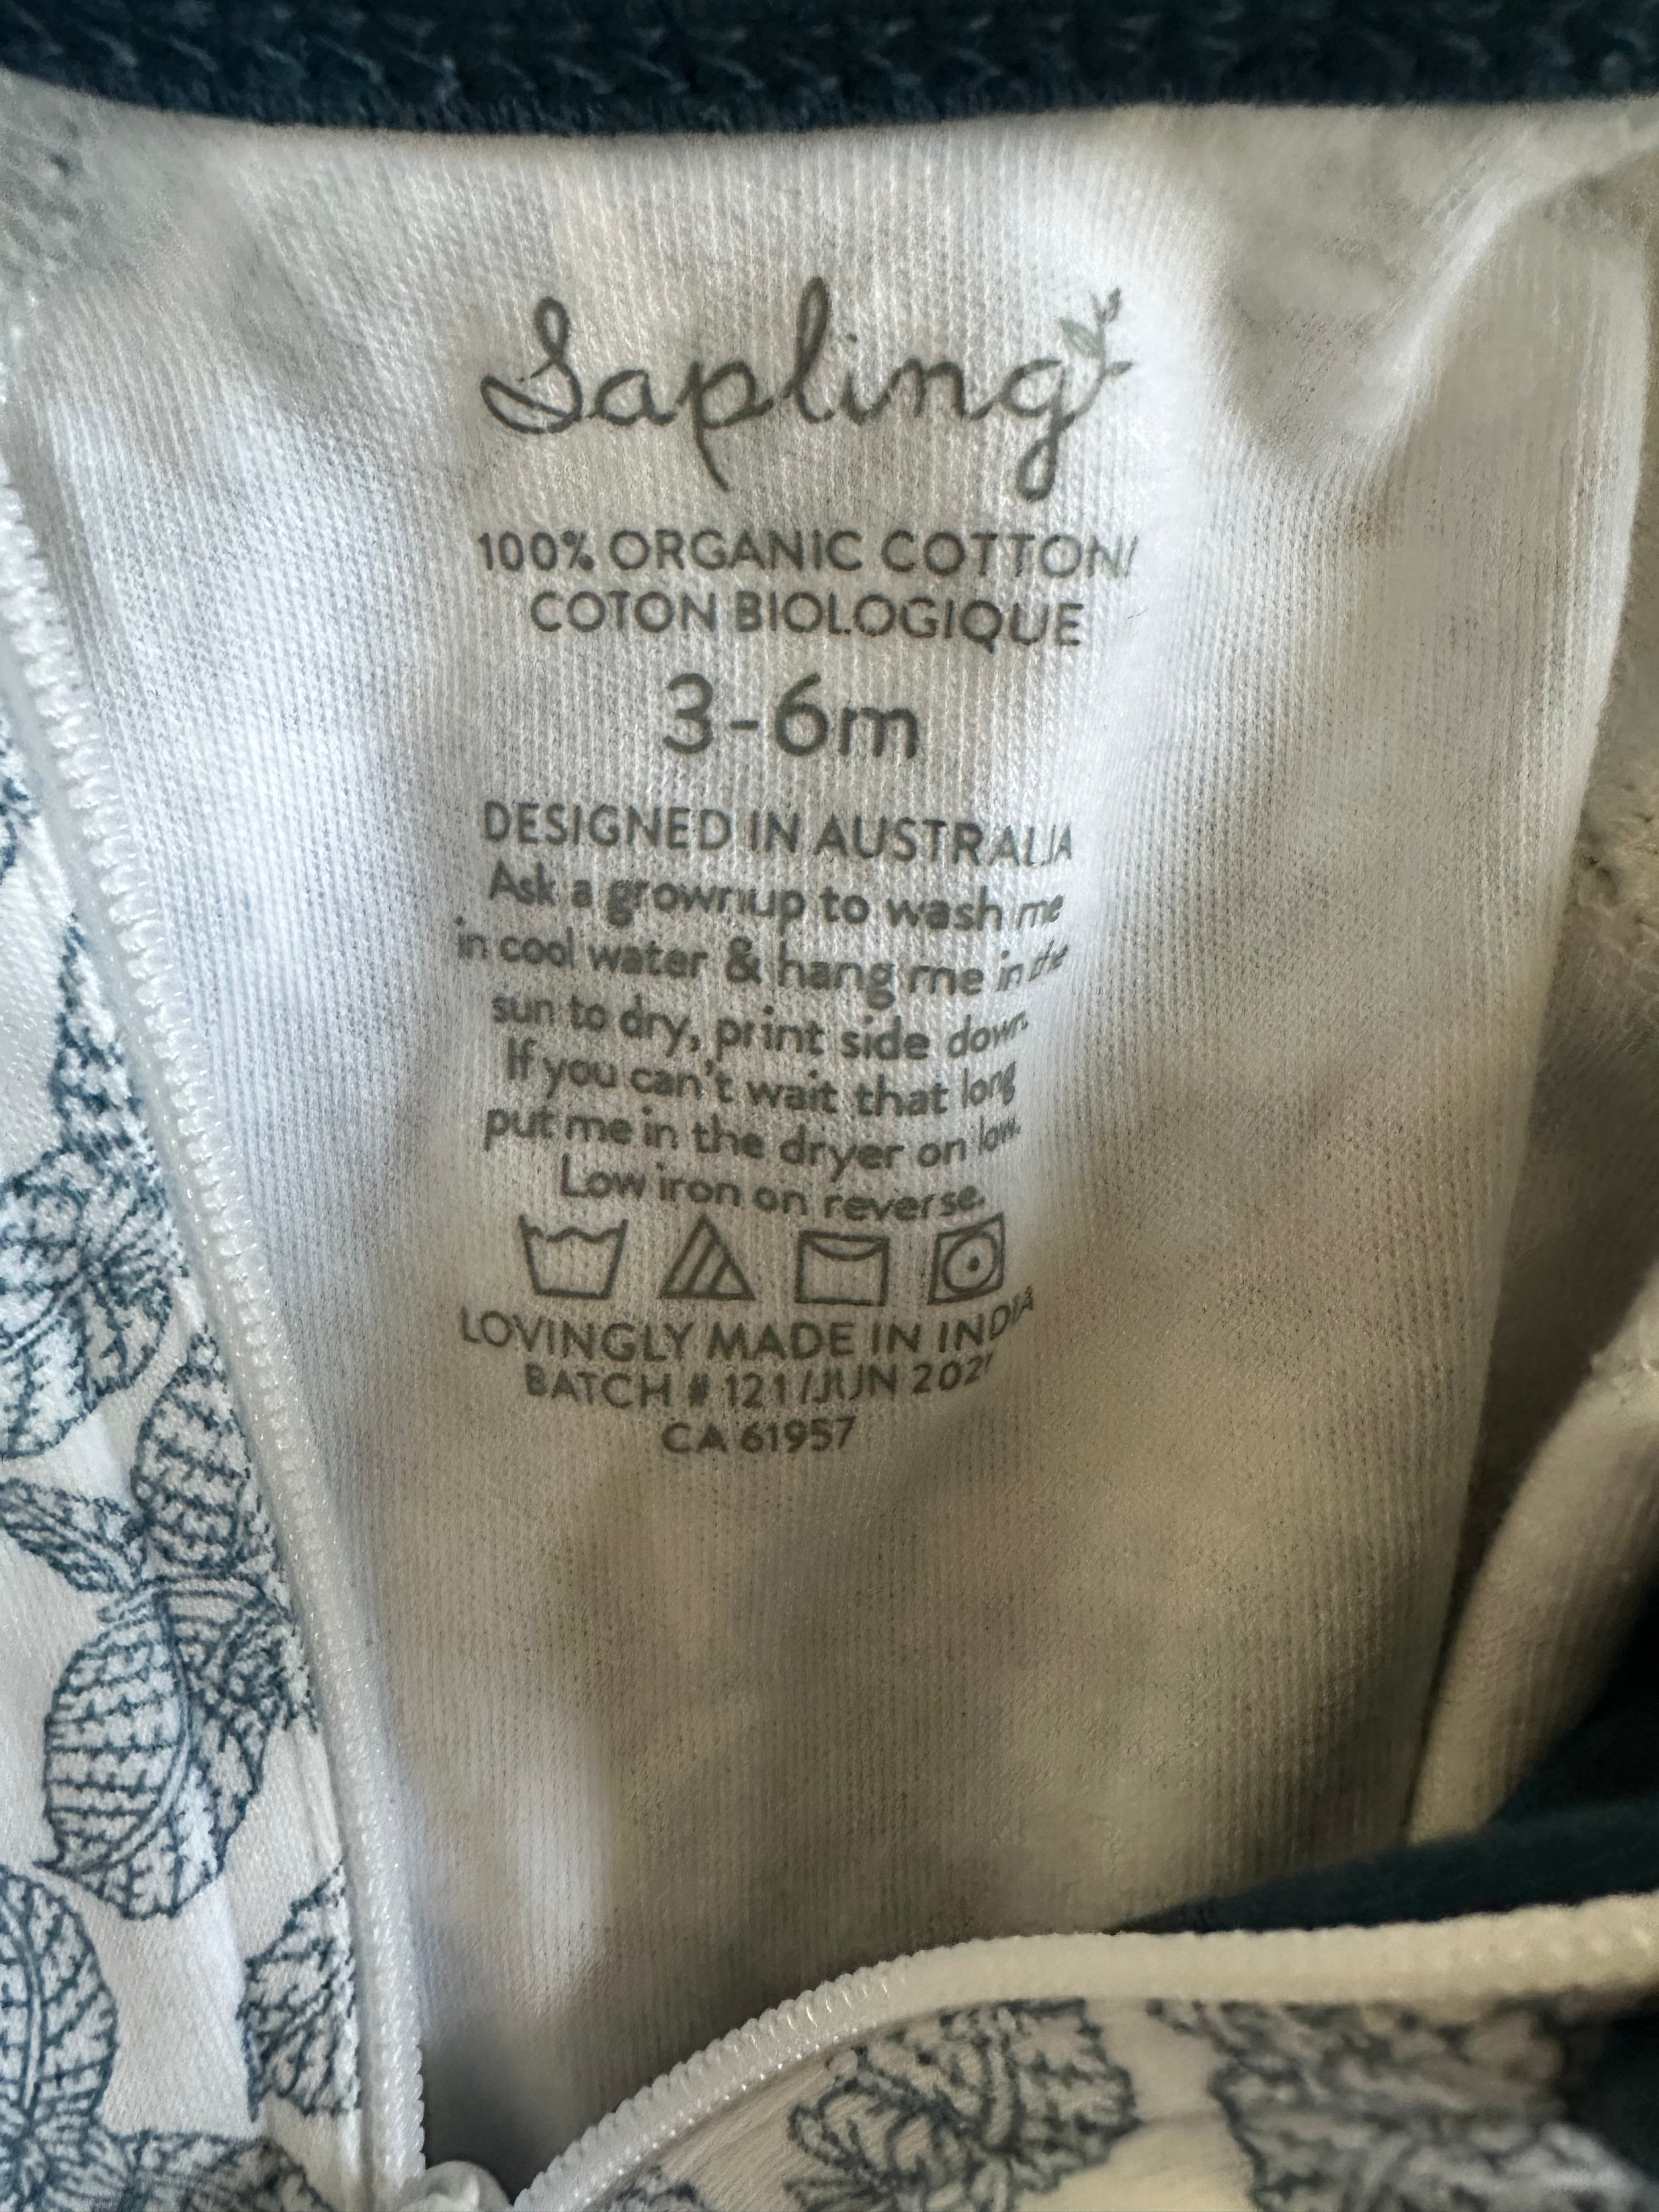 Sapling
100% ORGANIC COTTON/
COTON BIOLOGIQUE
3-6m
DESIGNED IN AUSTRALIA
Ask a grownup to wash me
in cool water & hang me in the
sun to dry, print side down.
If you can't wait that long
put me in the dryer on low.
Low iron on reverse.
LOVINGLY MADE IN INDIA
BATCH # 121/JUN 2021
CA 61957